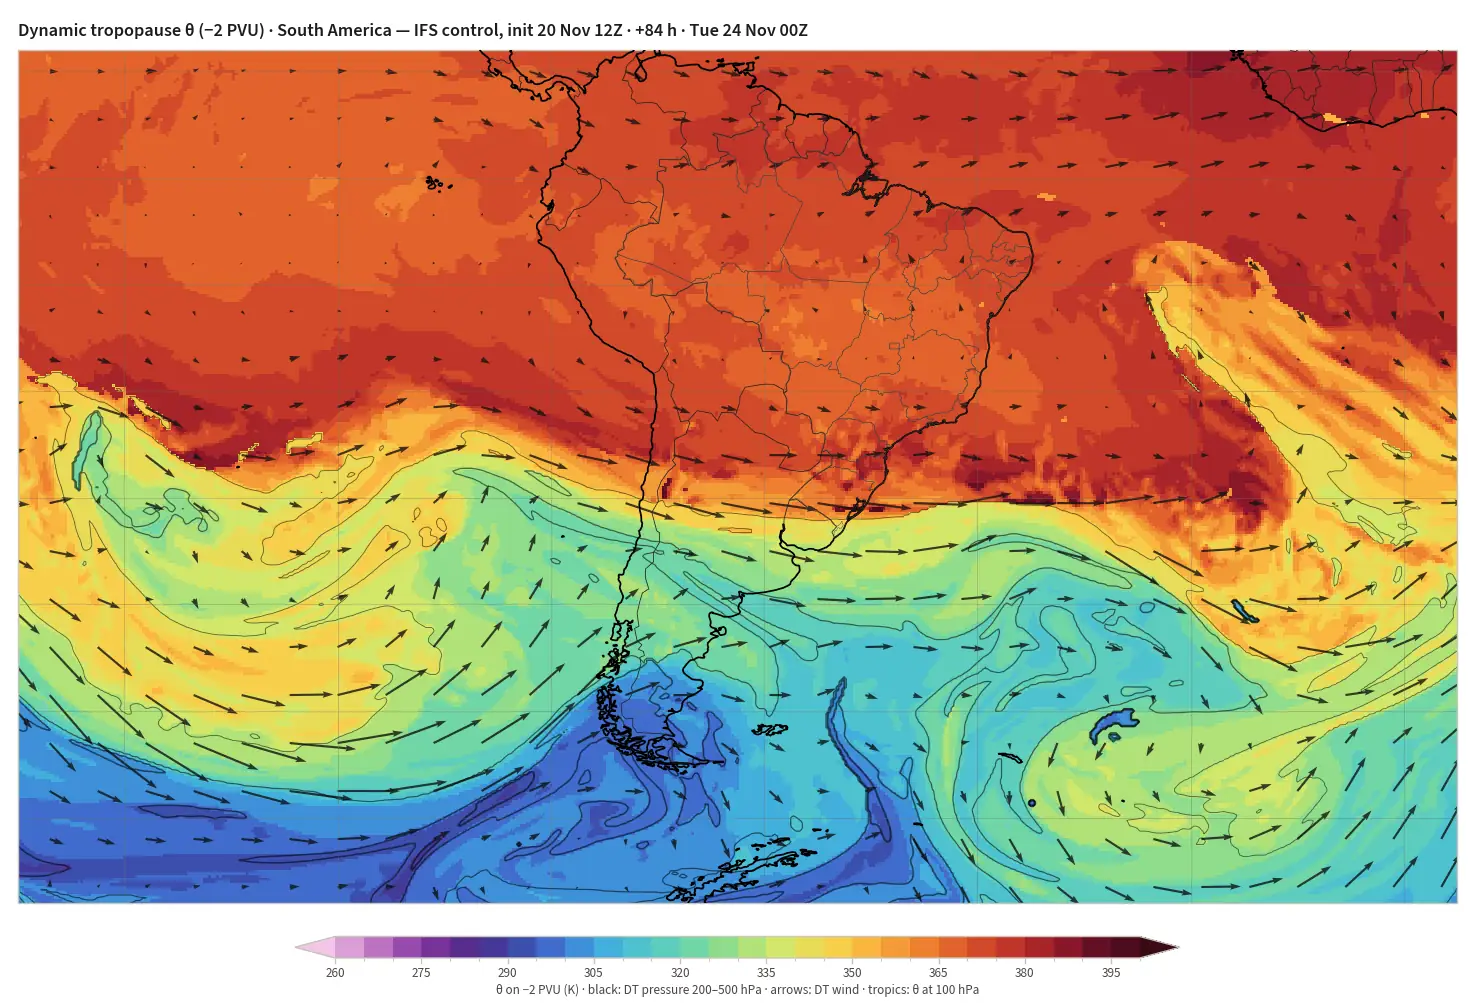 Dynamic tropopause θ (−2 PVU) · South America — IFS control, init 20 Nov 12Z · +84 h · Tue 24 Nov 00Z
260 275 290 305 320 335 350 365 380 395
θ on −2 PVU (K) · black: DT pressure 200–500 hPa · arrows: DT wind · tropics: θ at 100 hPa